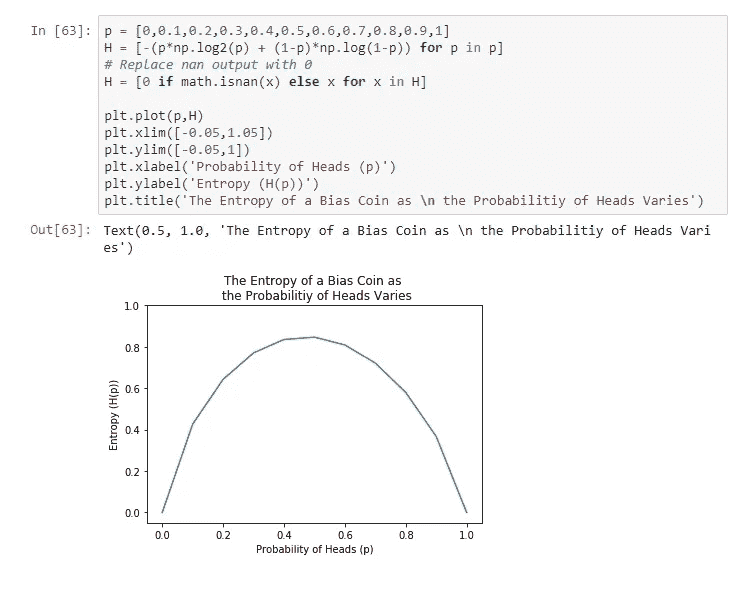 In [63]: p = [0,0.1,0.2,0.3,0.4,0.5,0.6,0.7,0.8,0.9,1]
H = [-(p*np.log2(p) + (1-p)*np.log(1-p)) for p in p]
# Replace nan output with 0
H = [0 if math.isnan(x) else x for x in H]
plt.plot(p,H)
plt.xlim([-0.05,1.05])
plt.ylim([-0.05,1])
plt.xlabel('Probability of Heads (p)')
plt.ylabel('Entropy (H(p))')
plt.title('The Entropy of a Bias Coin as \n the Probabilitiy of Heads Varies')
Out[63]: Text(0.5, 1.0, 'The Entropy of a Bias Coin as \n the Probabilitiy of Heads Vari
es')
The Entropy of a Bias Coin as
the Probabilitiy of Heads Varies
1.0
0.8
0.6
0.4
0.2
0.0
Entropy (H(p))
0.0 0.2 0.4 0.6 0.8 1.0
Probability of Heads (p)